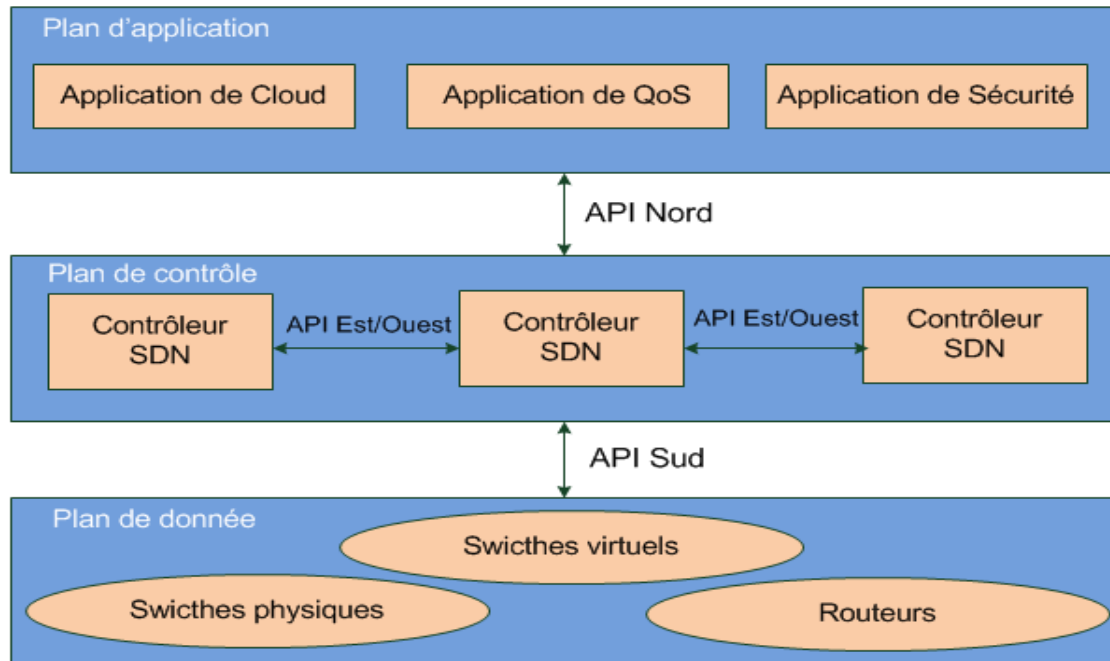 Plan d'application
Application de Cloud
Application de QoS
Application de Sécurité
API Nord
Plan de contrôle
Contrôleur
SDN
API Est/Ouest
Contrôleur
SDN
API Est/Ouest
Contrôleur
SDN
API Sud
Plan de donnée
Swicthes virtuels
Swicthes physiques
Routeurs